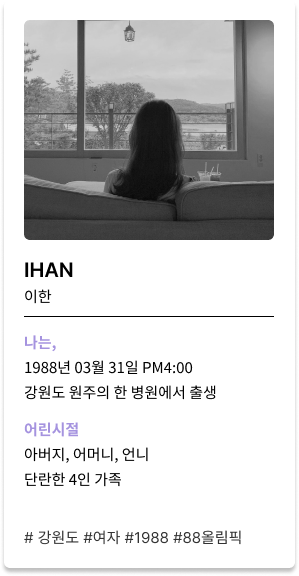 IHAN
이한
나는,
1988년 03월 31일 PM4:00
강원도 원주의 한 병원에서 출생
어린시절
아버지, 어머니, 언니
단란한 4인 가족
# 강원도 #여자 #1988 #88올림픽